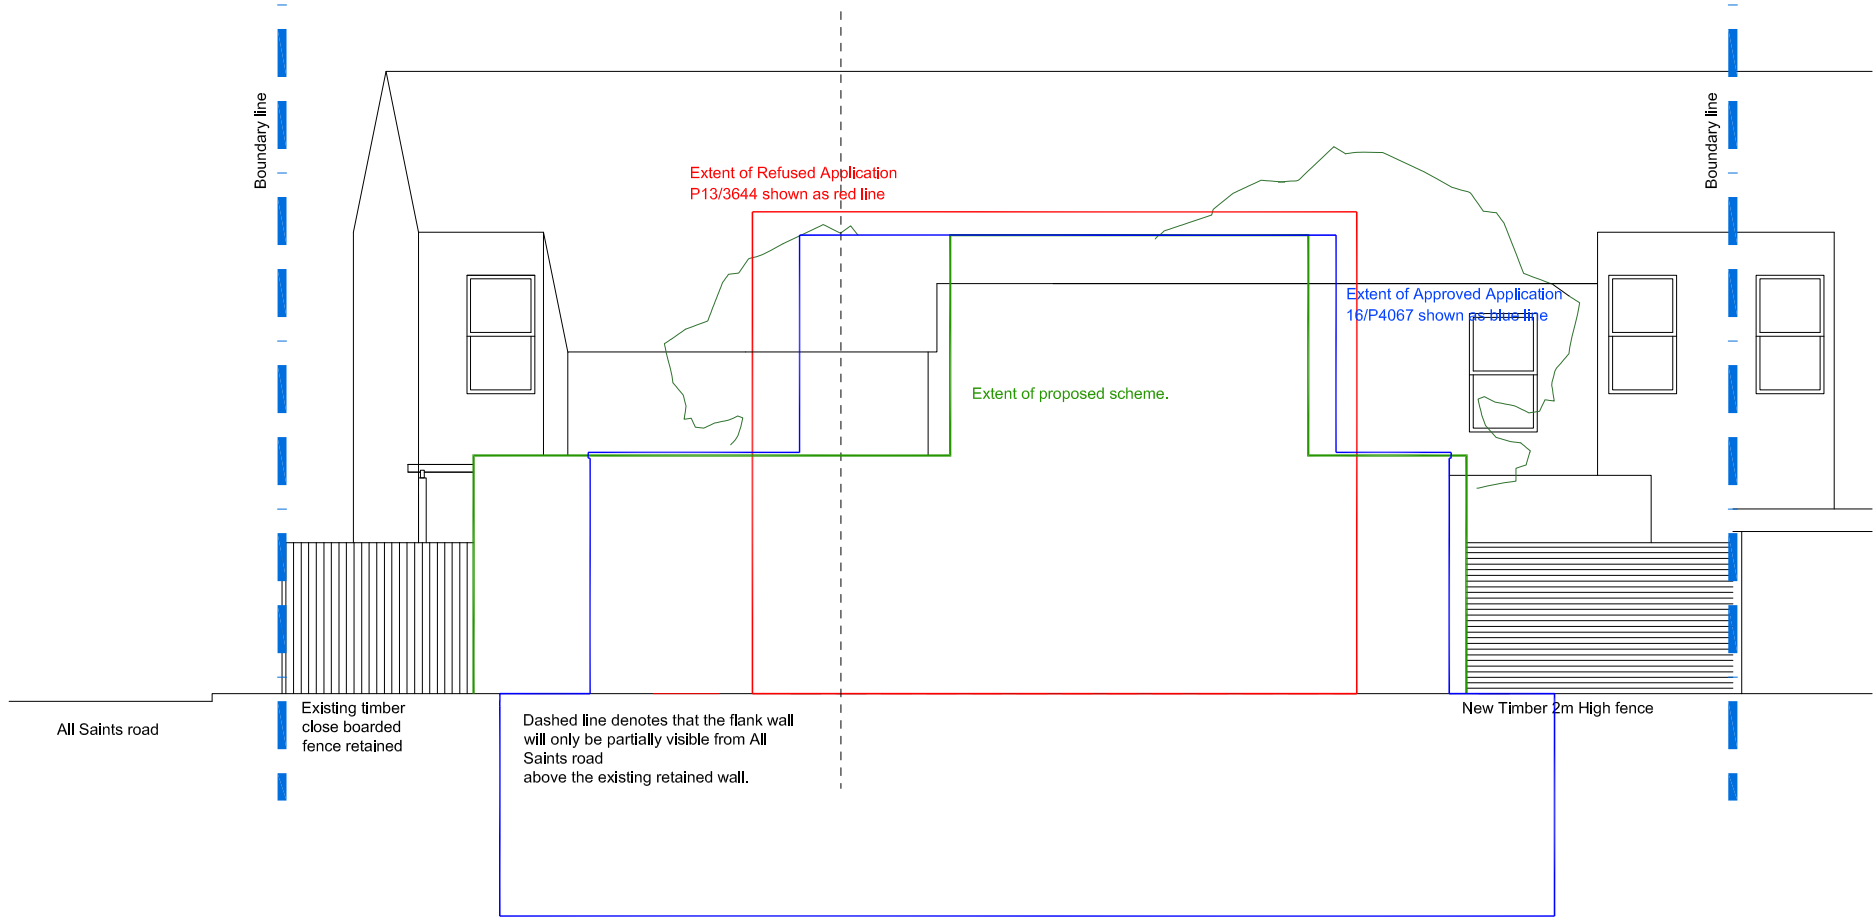 Boundary line
Boundary line
Extent of Refused Application
P13/3644 shown as red line
Extent of Approved Application
16/P4067 shown as blue line
Extent of proposed scheme.
All Saints road
Existing timber
close boarded
fence retained
Dashed line denotes that the flank wall
will only be partially visible from All
Saints road
above the existing retained wall.
New Timber 2m High fence